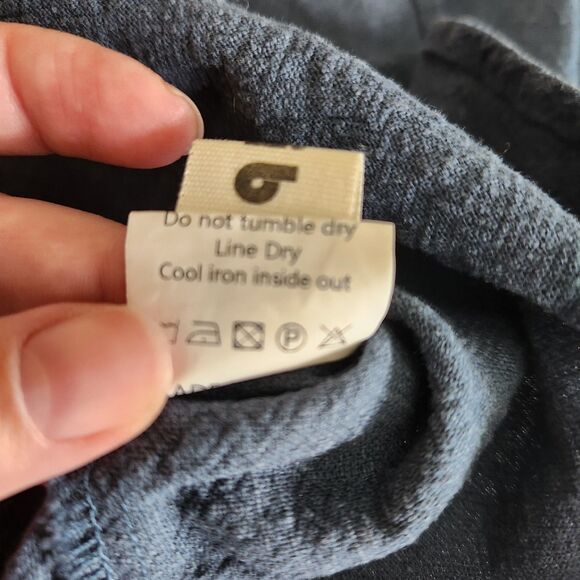 Do not tumble dry
Line Dry
Cool iron inside out
P